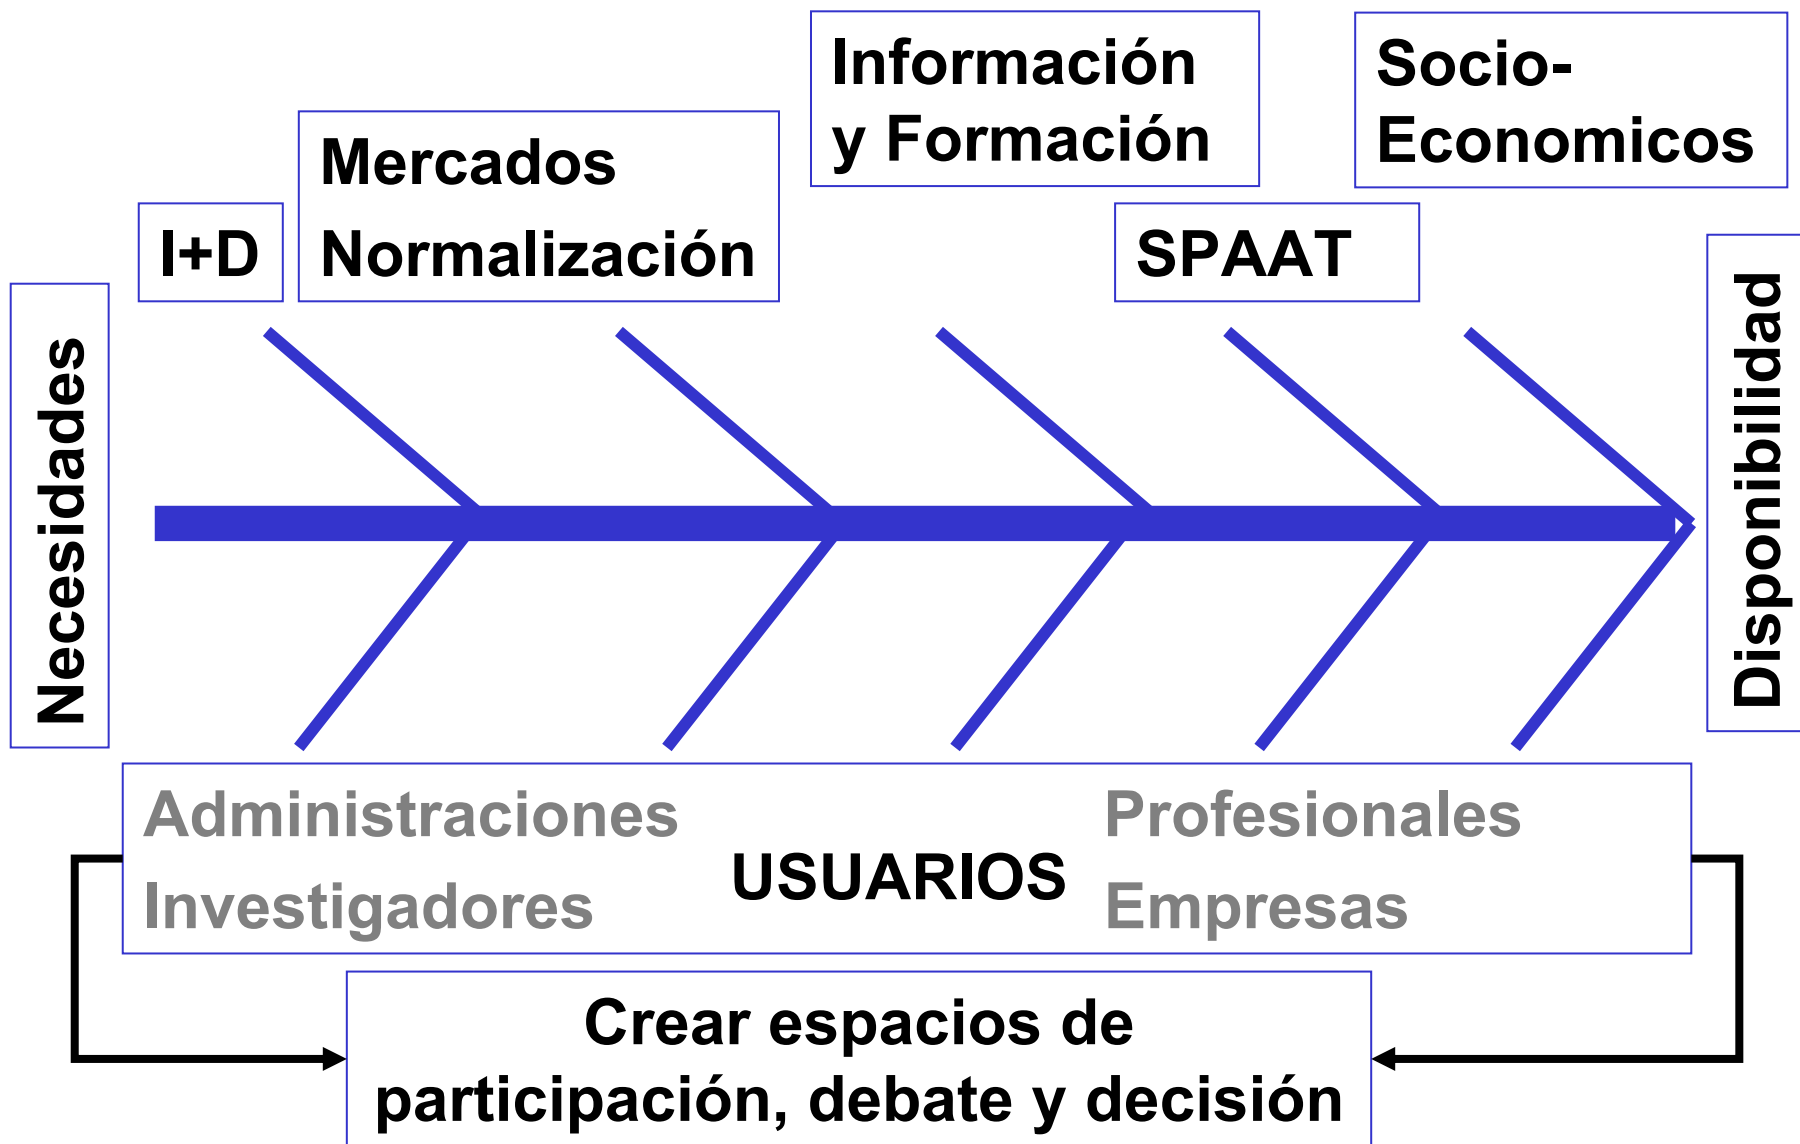 Información
y Formación
Socio-
Economicos
Mercados
Normalización
I+D
SPAAT
Necesidades
Disponibilidad
Administraciones
Investigadores
USUARIOS
Profesionales
Empresas
Crear espacios de
participación, debate y decisión